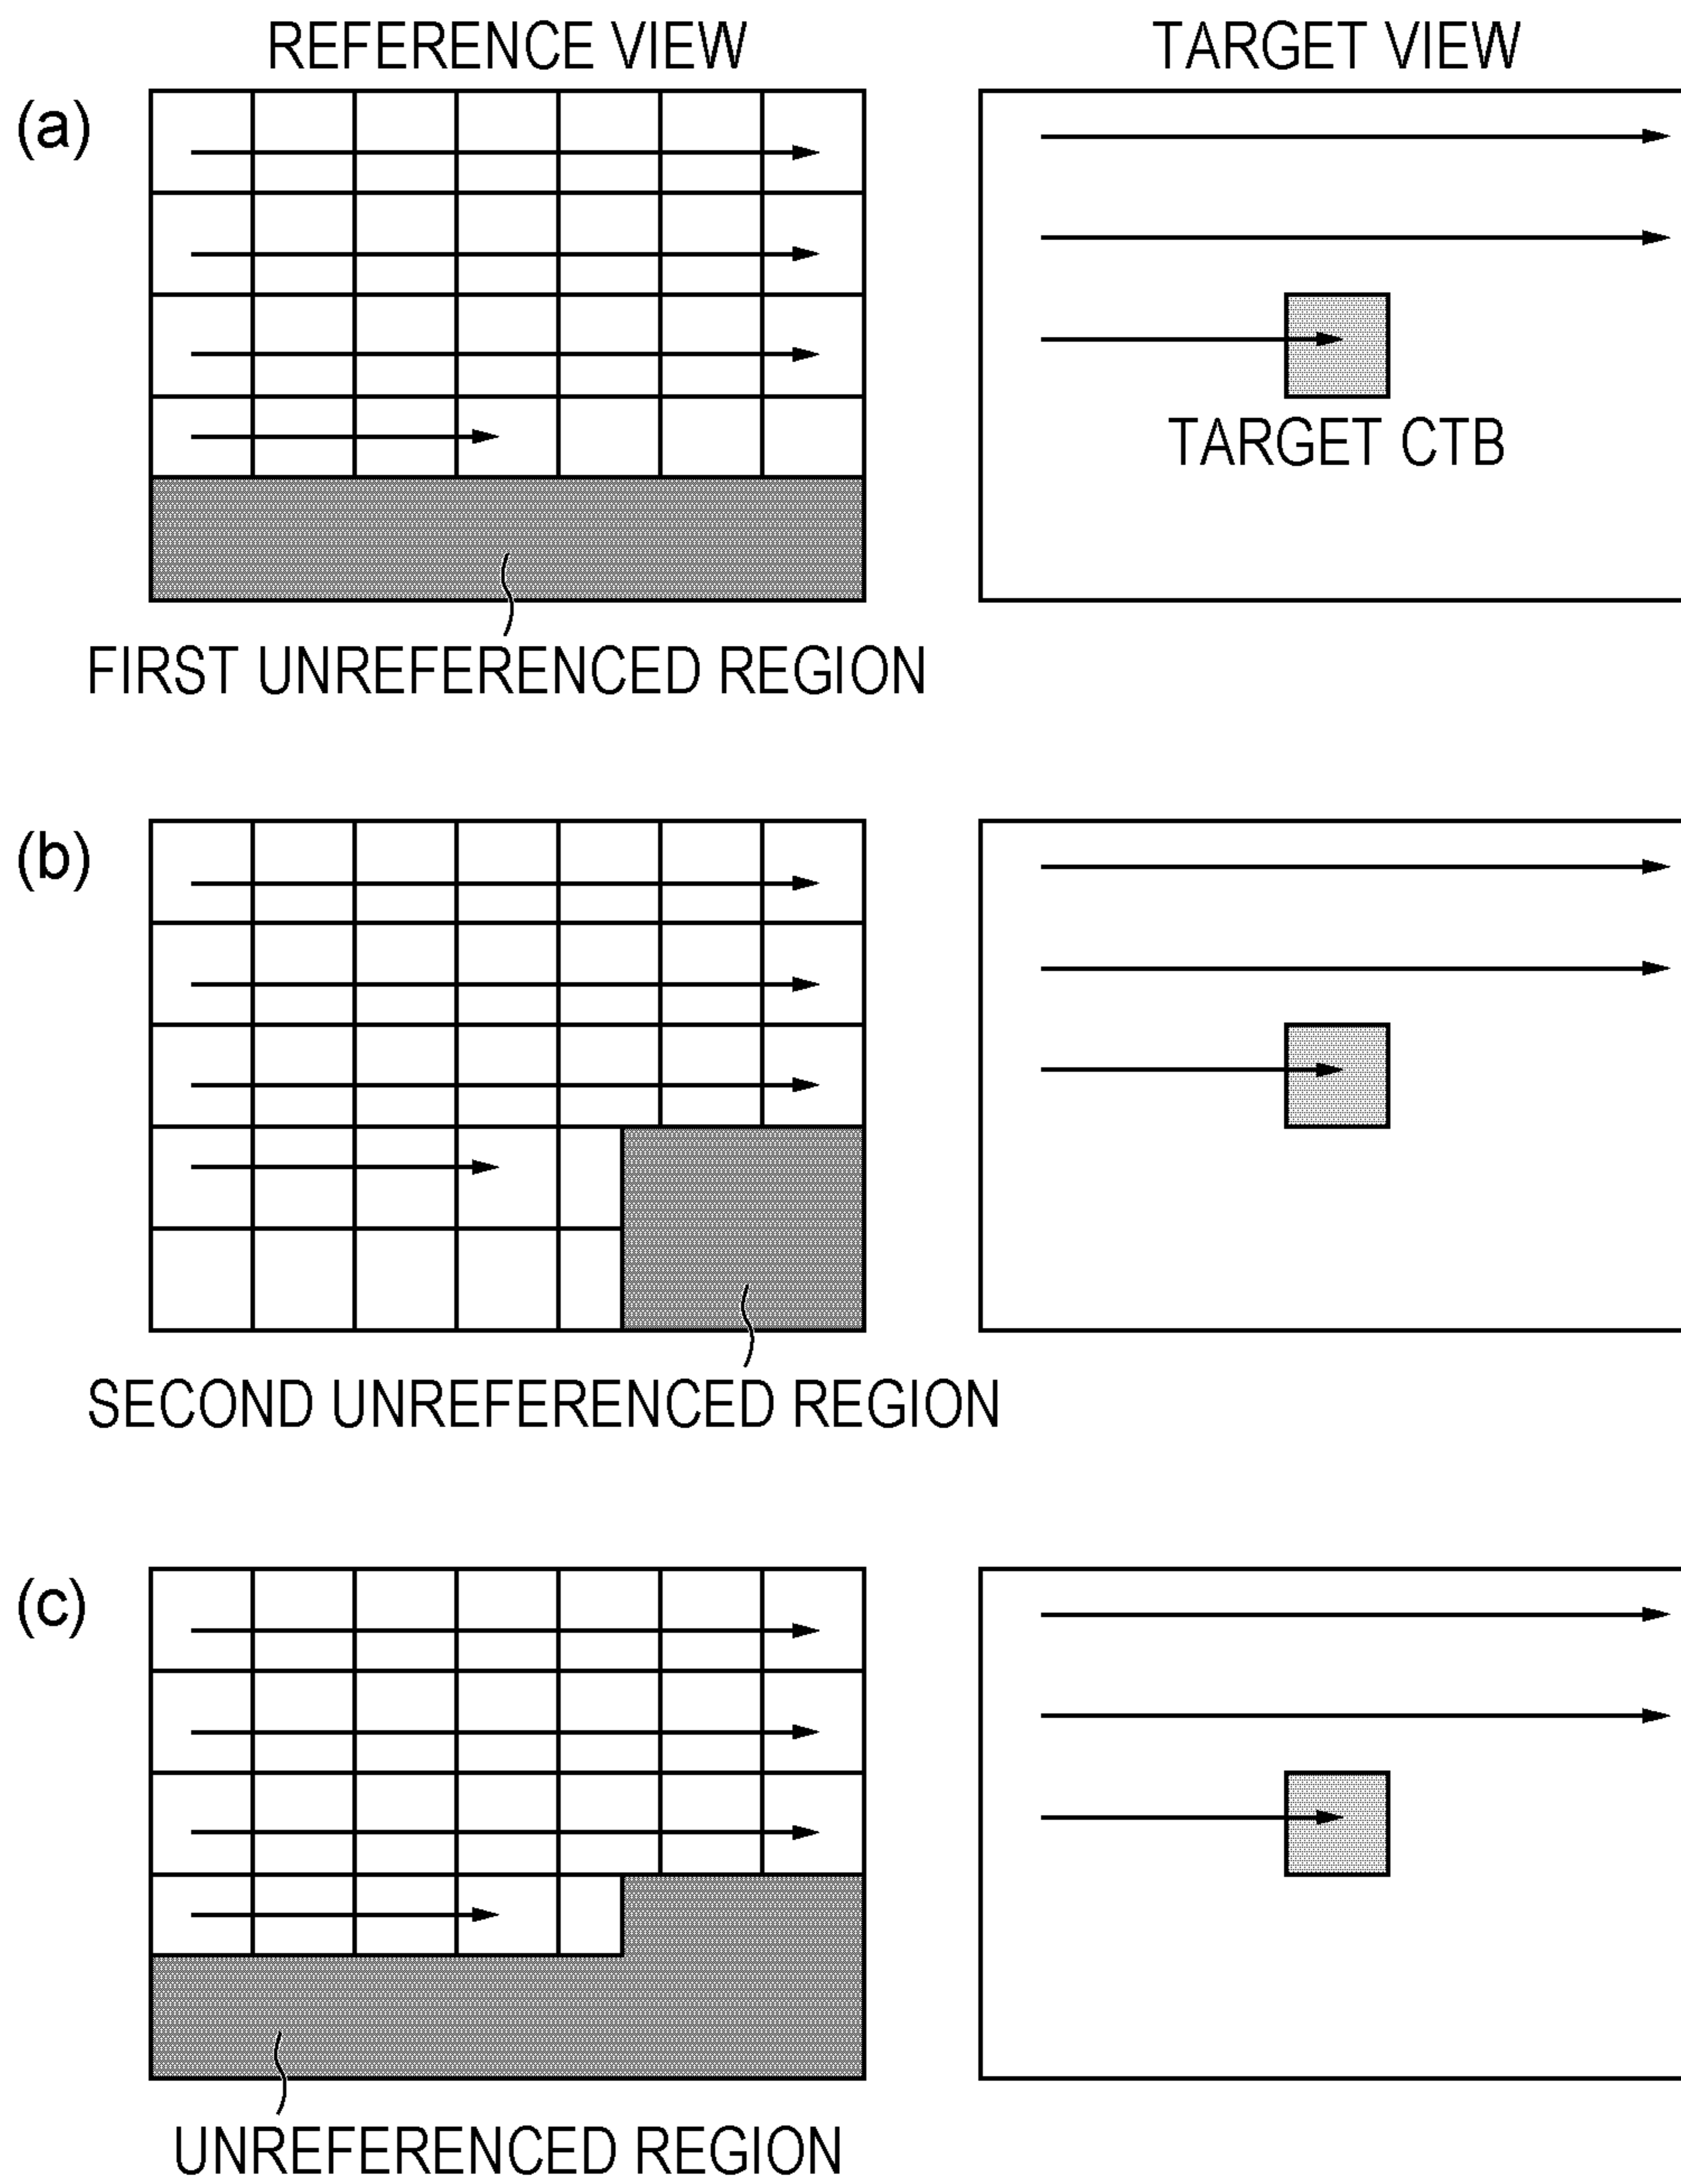 REFERENCE VIEW
TARGET VIEW
(a)
TARGET CTB
FIRST UNREFERENCED REGION
(b)
SECOND UNREFERENCED REGION
(c)
UNREFERENCED REGION